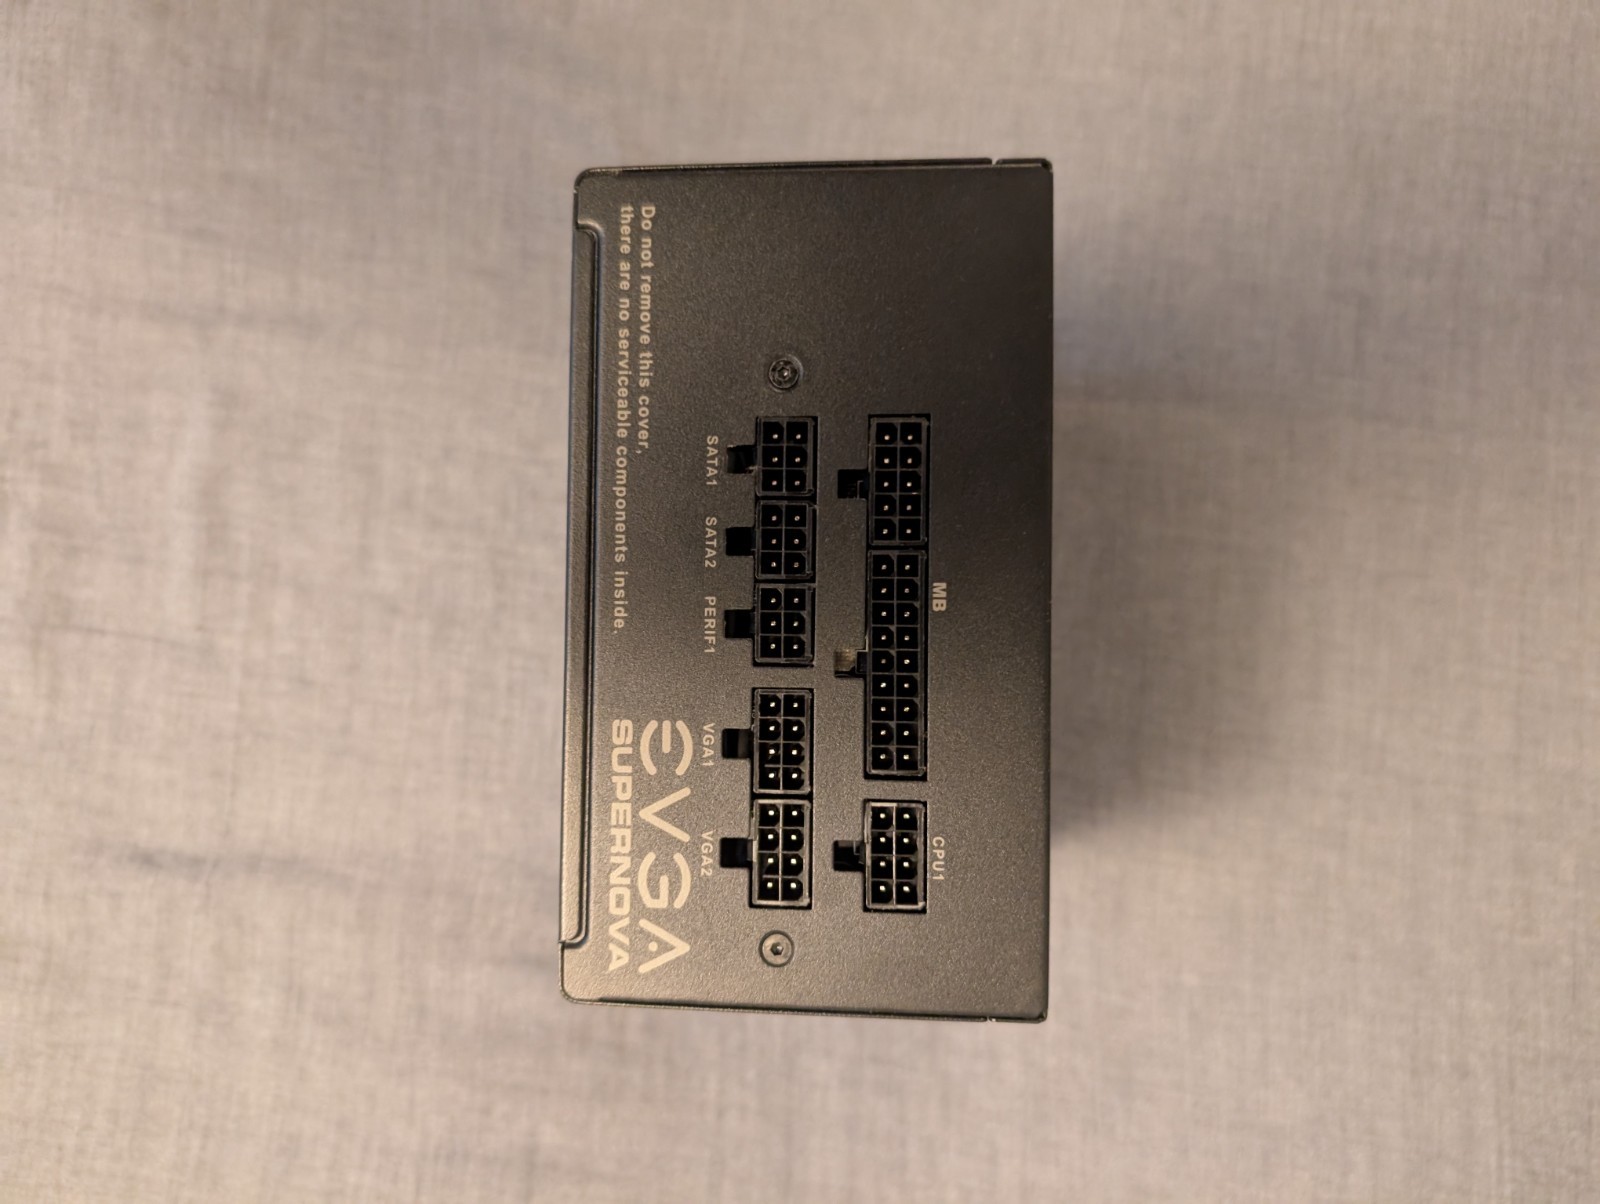 MB
CPU1
SATA1
SATA2
PERIF1
VGA1
VGA2
Do not remove this cover,
there are no serviceable components inside.
EVGA
SUPERNOVA